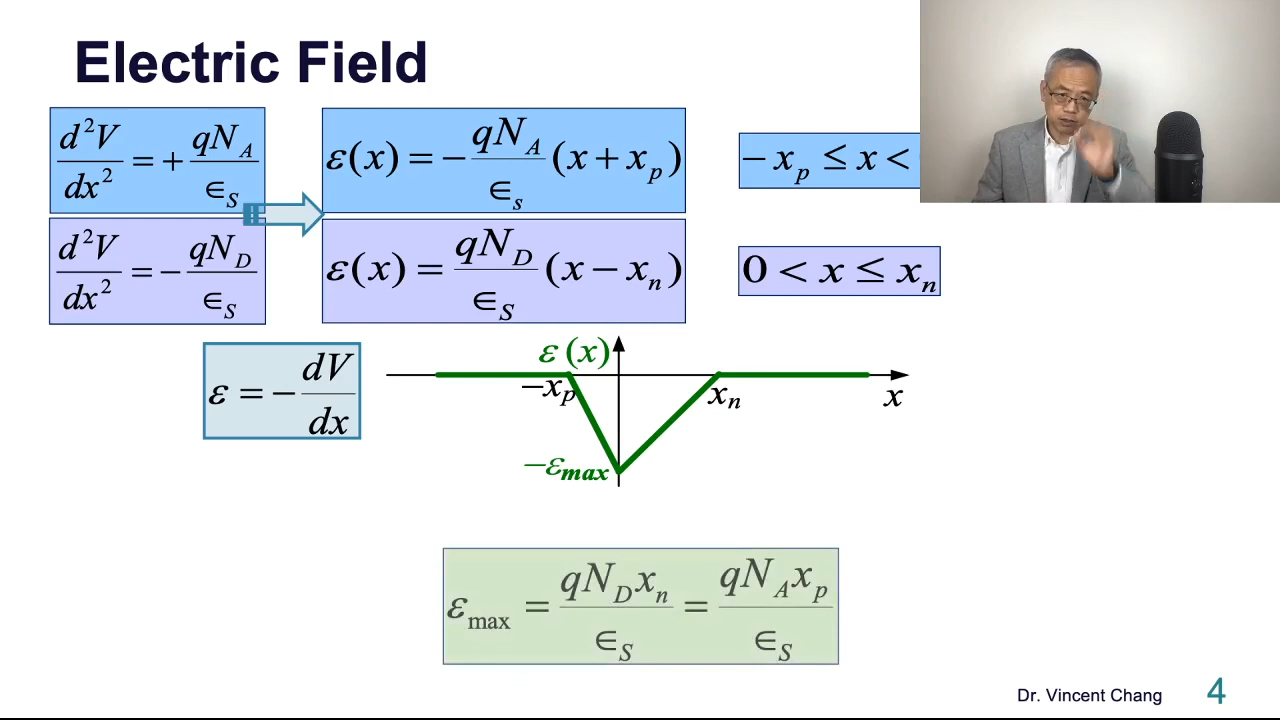 Electric Field
d²V/dx² = + qN_A/∈_S
ε(x) = − qN_A/∈_s (x + x_p)
− x_p ≤ x <
d²V/dx² = − qN_D/∈_S
ε(x) = qN_D/∈_S (x − x_n)
0 < x ≤ x_n
ε = − dV/dx
ε (x)
−x_p
x_n
x
−ε_max
ε_max = qN_D x_n/∈_S = qN_A x_p/∈_S
Dr. Vincent Chang
4